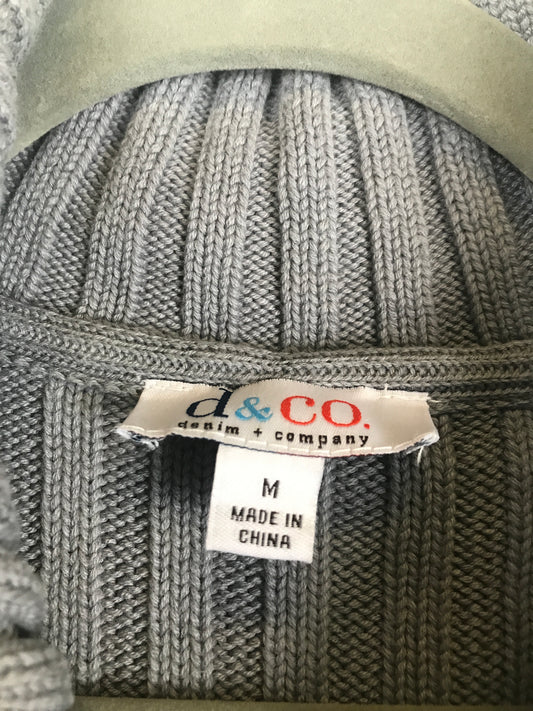 d&co.
denim + company
M
MADE IN
CHINA